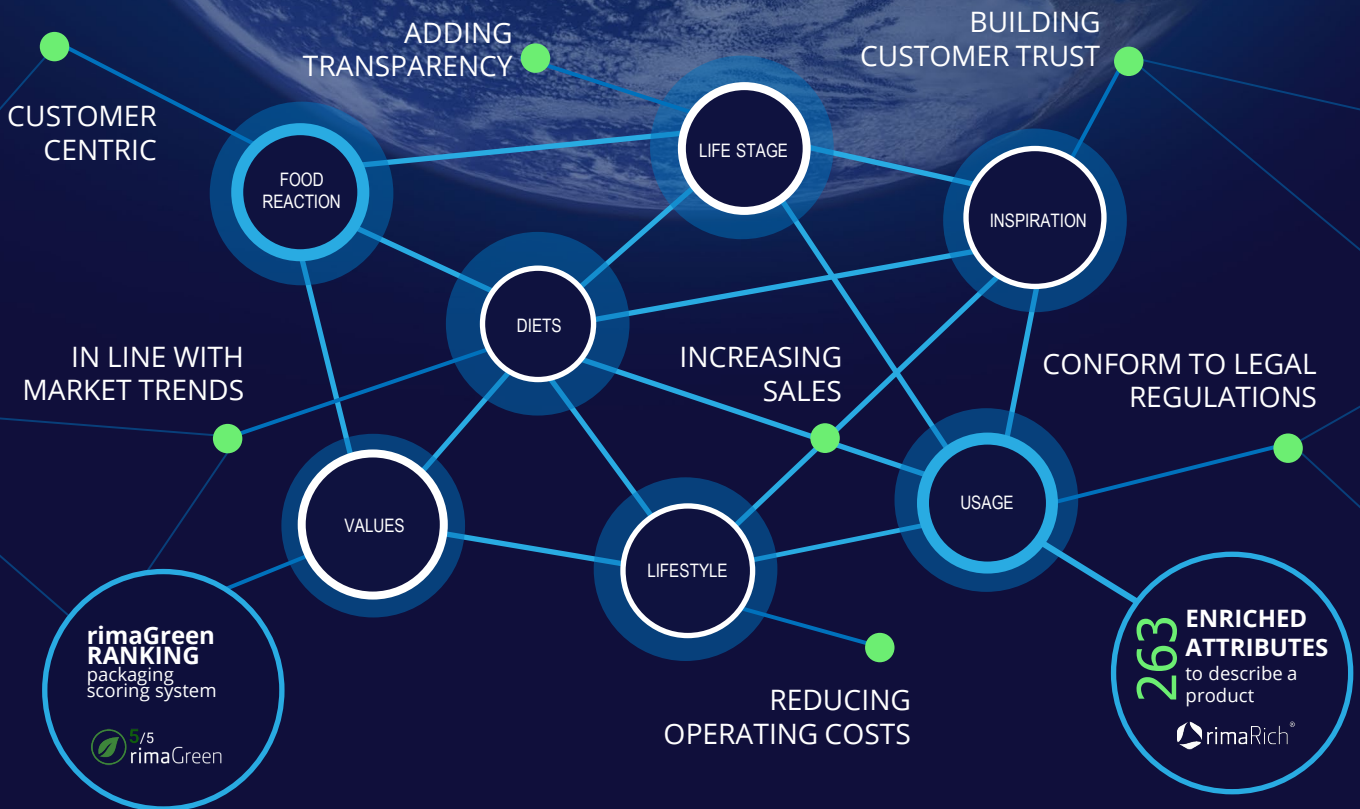 BUILDING
CUSTOMER TRUST
ADDING
TRANSPARENCY
CUSTOMER
CENTRIC
LIFE STAGE
FOOD
REACTION
INSPIRATION
DIETS
IN LINE WITH
MARKET TRENDS
INCREASING
SALES
CONFORM TO LEGAL
REGULATIONS
VALUES
USAGE
LIFESTYLE
rimaGreen
RANKING
packaging
scoring system
5/5
rimaGreen
REDUCING
OPERATING COSTS
263
ENRICHED
ATTRIBUTES
to describe a
product
rimaRich®